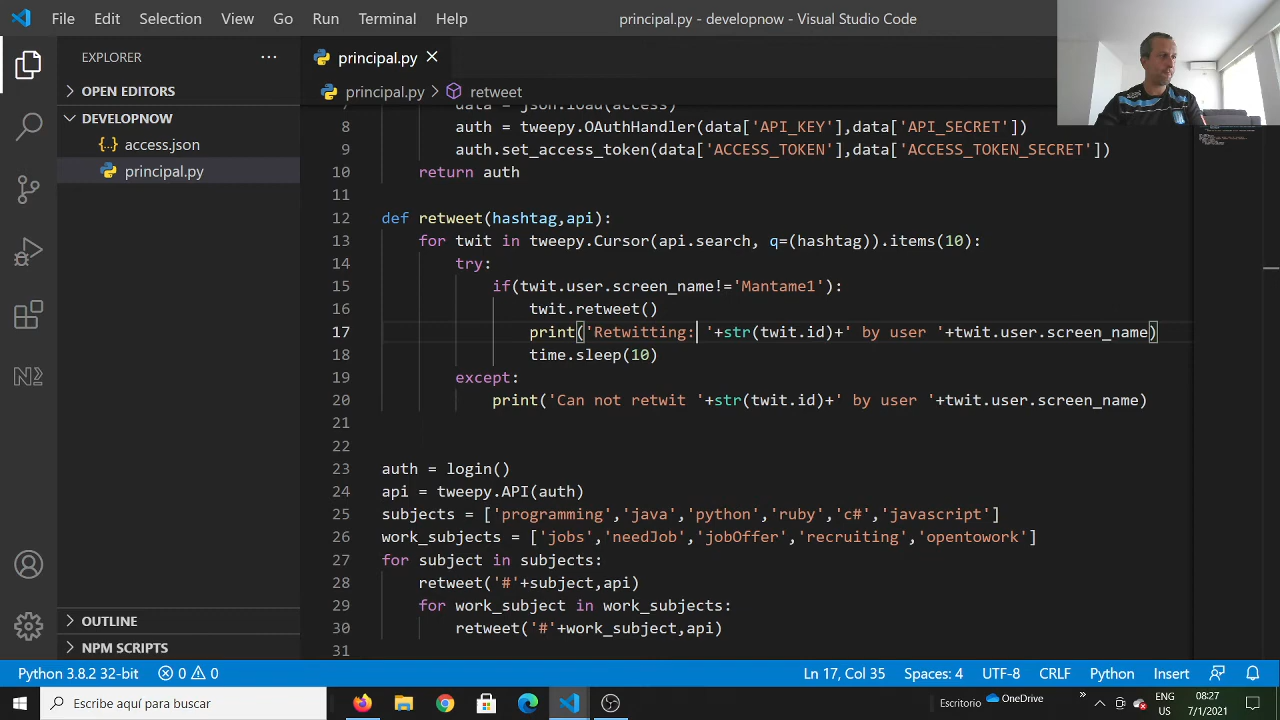 File Edit Selection View Go Run Terminal Help
principal.py - developnow - Visual Studio Code
EXPLORER
OPEN EDITORS
DEVELOPNOW
{} access.json
principal.py
OUTLINE
NPM SCRIPTS
principal.py
principal.py > retweet
7 data = json.load(access)
8 auth = tweepy.OAuthHandler(data['API_KEY'],data['API_SECRET'])
9 auth.set_access_token(data['ACCESS_TOKEN'],data['ACCESS_TOKEN_SECRET'])
10 return auth
11
12 def retweet(hashtag,api):
13 for twit in tweepy.Cursor(api.search, q=(hashtag)).items(10):
14 try:
15 if(twit.user.screen_name!='Mantame1'):
16 twit.retweet()
17 print('Retwitting: '+str(twit.id)+' by user '+twit.user.screen_name)
18 time.sleep(10)
19 except:
20 print('Can not retwit '+str(twit.id)+' by user '+twit.user.screen_name)
21
22
23 auth = login()
24 api = tweepy.API(auth)
25 subjects = ['programming','java','python','ruby','c#','javascript']
26 work_subjects = ['jobs','needJob','jobOffer','recruiting','opentowork']
27 for subject in subjects:
28 retweet('#'+subject,api)
29 for work_subject in work_subjects:
30 retweet('#'+work_subject,api)
31
Python 3.8.2 32-bit 0 0 Ln 17, Col 35 Spaces: 4 UTF-8 CRLF Python Insert
Escribe aquí para buscar
Escritorio OneDrive
ENG
US
08:27
7/1/2021